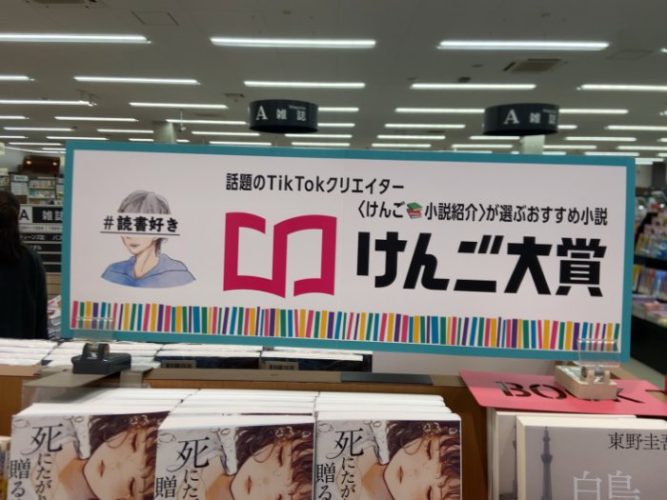 A 雑誌
A 雑誌
A 雑誌
話題のTikTokクリエイター
〈けんご📚小説紹介〉が選ぶおすすめ小説
#読書好き
けんご大賞
BOOK
死にたが
贈る
死にたが
贈る
死にたが
贈る
東野圭吾
白鳥